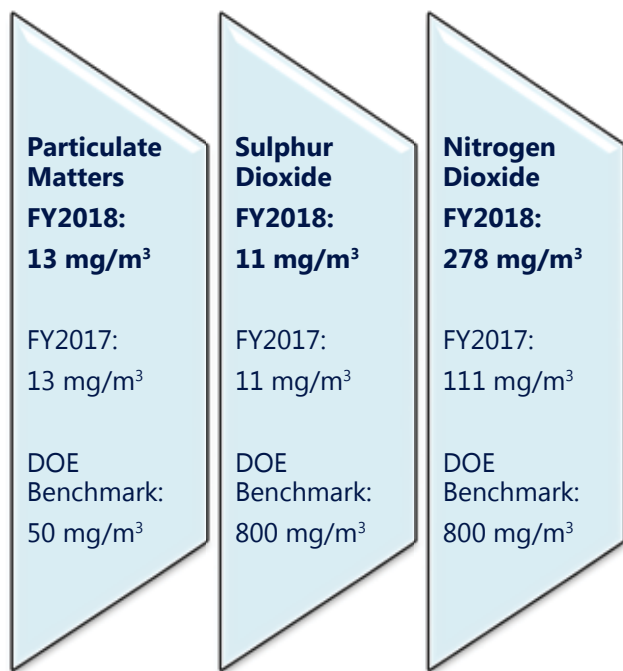 Particulate
Matters
FY2018:
13 mg/m³
FY2017:
13 mg/m³
DOE
Benchmark:
50 mg/m³
Sulphur
Dioxide
FY2018:
11 mg/m³
FY2017:
11 mg/m³
DOE
Benchmark:
800 mg/m³
Nitrogen
Dioxide
FY2018:
278 mg/m³
FY2017:
111 mg/m³
DOE
Benchmark:
800 mg/m³